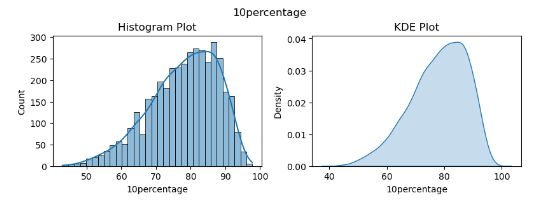 10percentage
Histogram Plot
300
250
200
150
100
50
0
Count
50 60 70 80 90 100
10percentage
KDE Plot
0.04
0.03
0.02
0.01
0.00
Density
40 60 80 100
10percentage